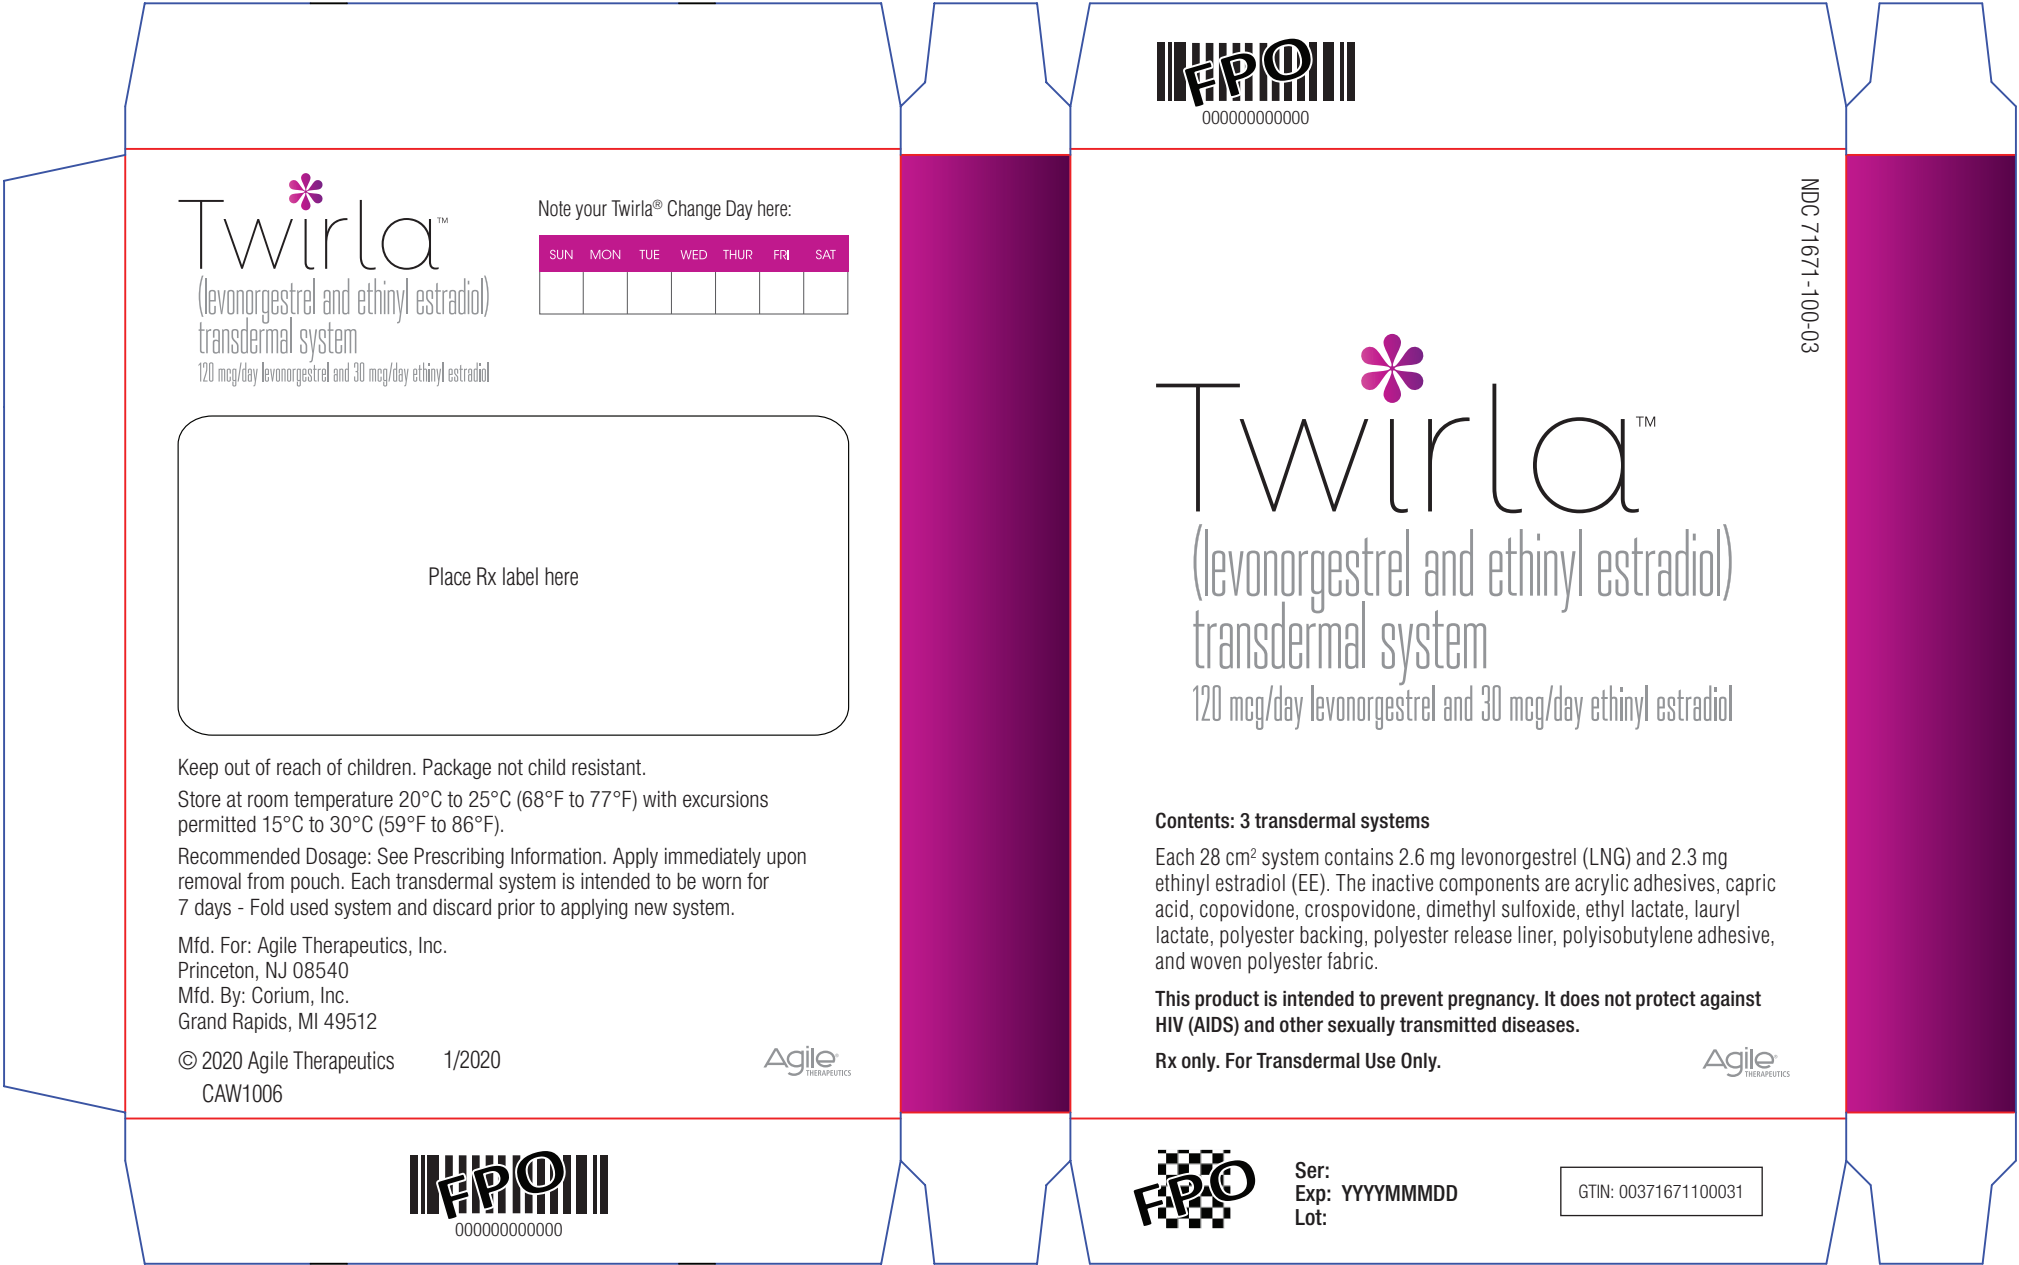 Twirla™
(levonorgestrel and ethinyl estradiol)
transdermal system
120 mcg/day levonorgestrel and 30 mcg/day ethinyl estradiol
Note your Twirla® Change Day here:
SUN MON TUE WED THUR FRI SAT
Place Rx label here
Keep out of reach of children. Package not child resistant.
Store at room temperature 20°C to 25°C (68°F to 77°F) with excursions
permitted 15°C to 30°C (59°F to 86°F).
Recommended Dosage: See Prescribing Information. Apply immediately upon
removal from pouch. Each transdermal system is intended to be worn for
7 days - Fold used system and discard prior to applying new system.
Mfd. For: Agile Therapeutics, Inc.
Princeton, NJ 08540
Mfd. By: Corium, Inc.
Grand Rapids, MI 49512
© 2020 Agile Therapeutics 1/2020
CAW1006
Agile®
THERAPEUTICS
FPO
000000000000
FPO
000000000000
NDC 71671-100-03
Twirla™
(levonorgestrel and ethinyl estradiol)
transdermal system
120 mcg/day levonorgestrel and 30 mcg/day ethinyl estradiol
Contents: 3 transdermal systems
Each 28 cm² system contains 2.6 mg levonorgestrel (LNG) and 2.3 mg
ethinyl estradiol (EE). The inactive components are acrylic adhesives, capric
acid, copovidone, crospovidone, dimethyl sulfoxide, ethyl lactate, lauryl
lactate, polyester backing, polyester release liner, polyisobutylene adhesive,
and woven polyester fabric.
This product is intended to prevent pregnancy. It does not protect against
HIV (AIDS) and other sexually transmitted diseases.
Rx only. For Transdermal Use Only.
Agile®
THERAPEUTICS
FPO
Ser:
Exp: YYYYMMMDD
Lot:
GTIN: 00371671100031